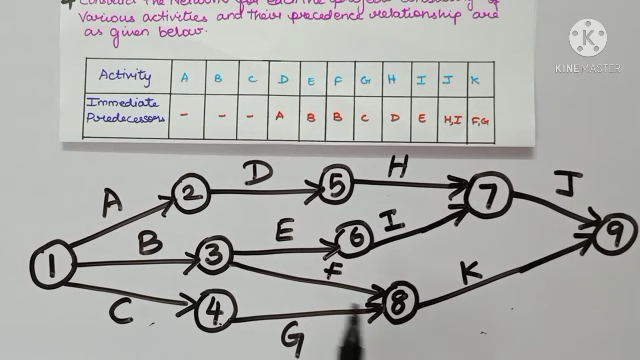 Construct the Network for each the project consisting of
various activities and their precedence relationship are
as given below.
KINEMASTER
Activity A B C D E F G H I J K
Immediate
Predecessors - - - A B B C D E H,I F,G
A D H J
2 5 7
B E I
1 3 6 9
F K
C 4 8
G